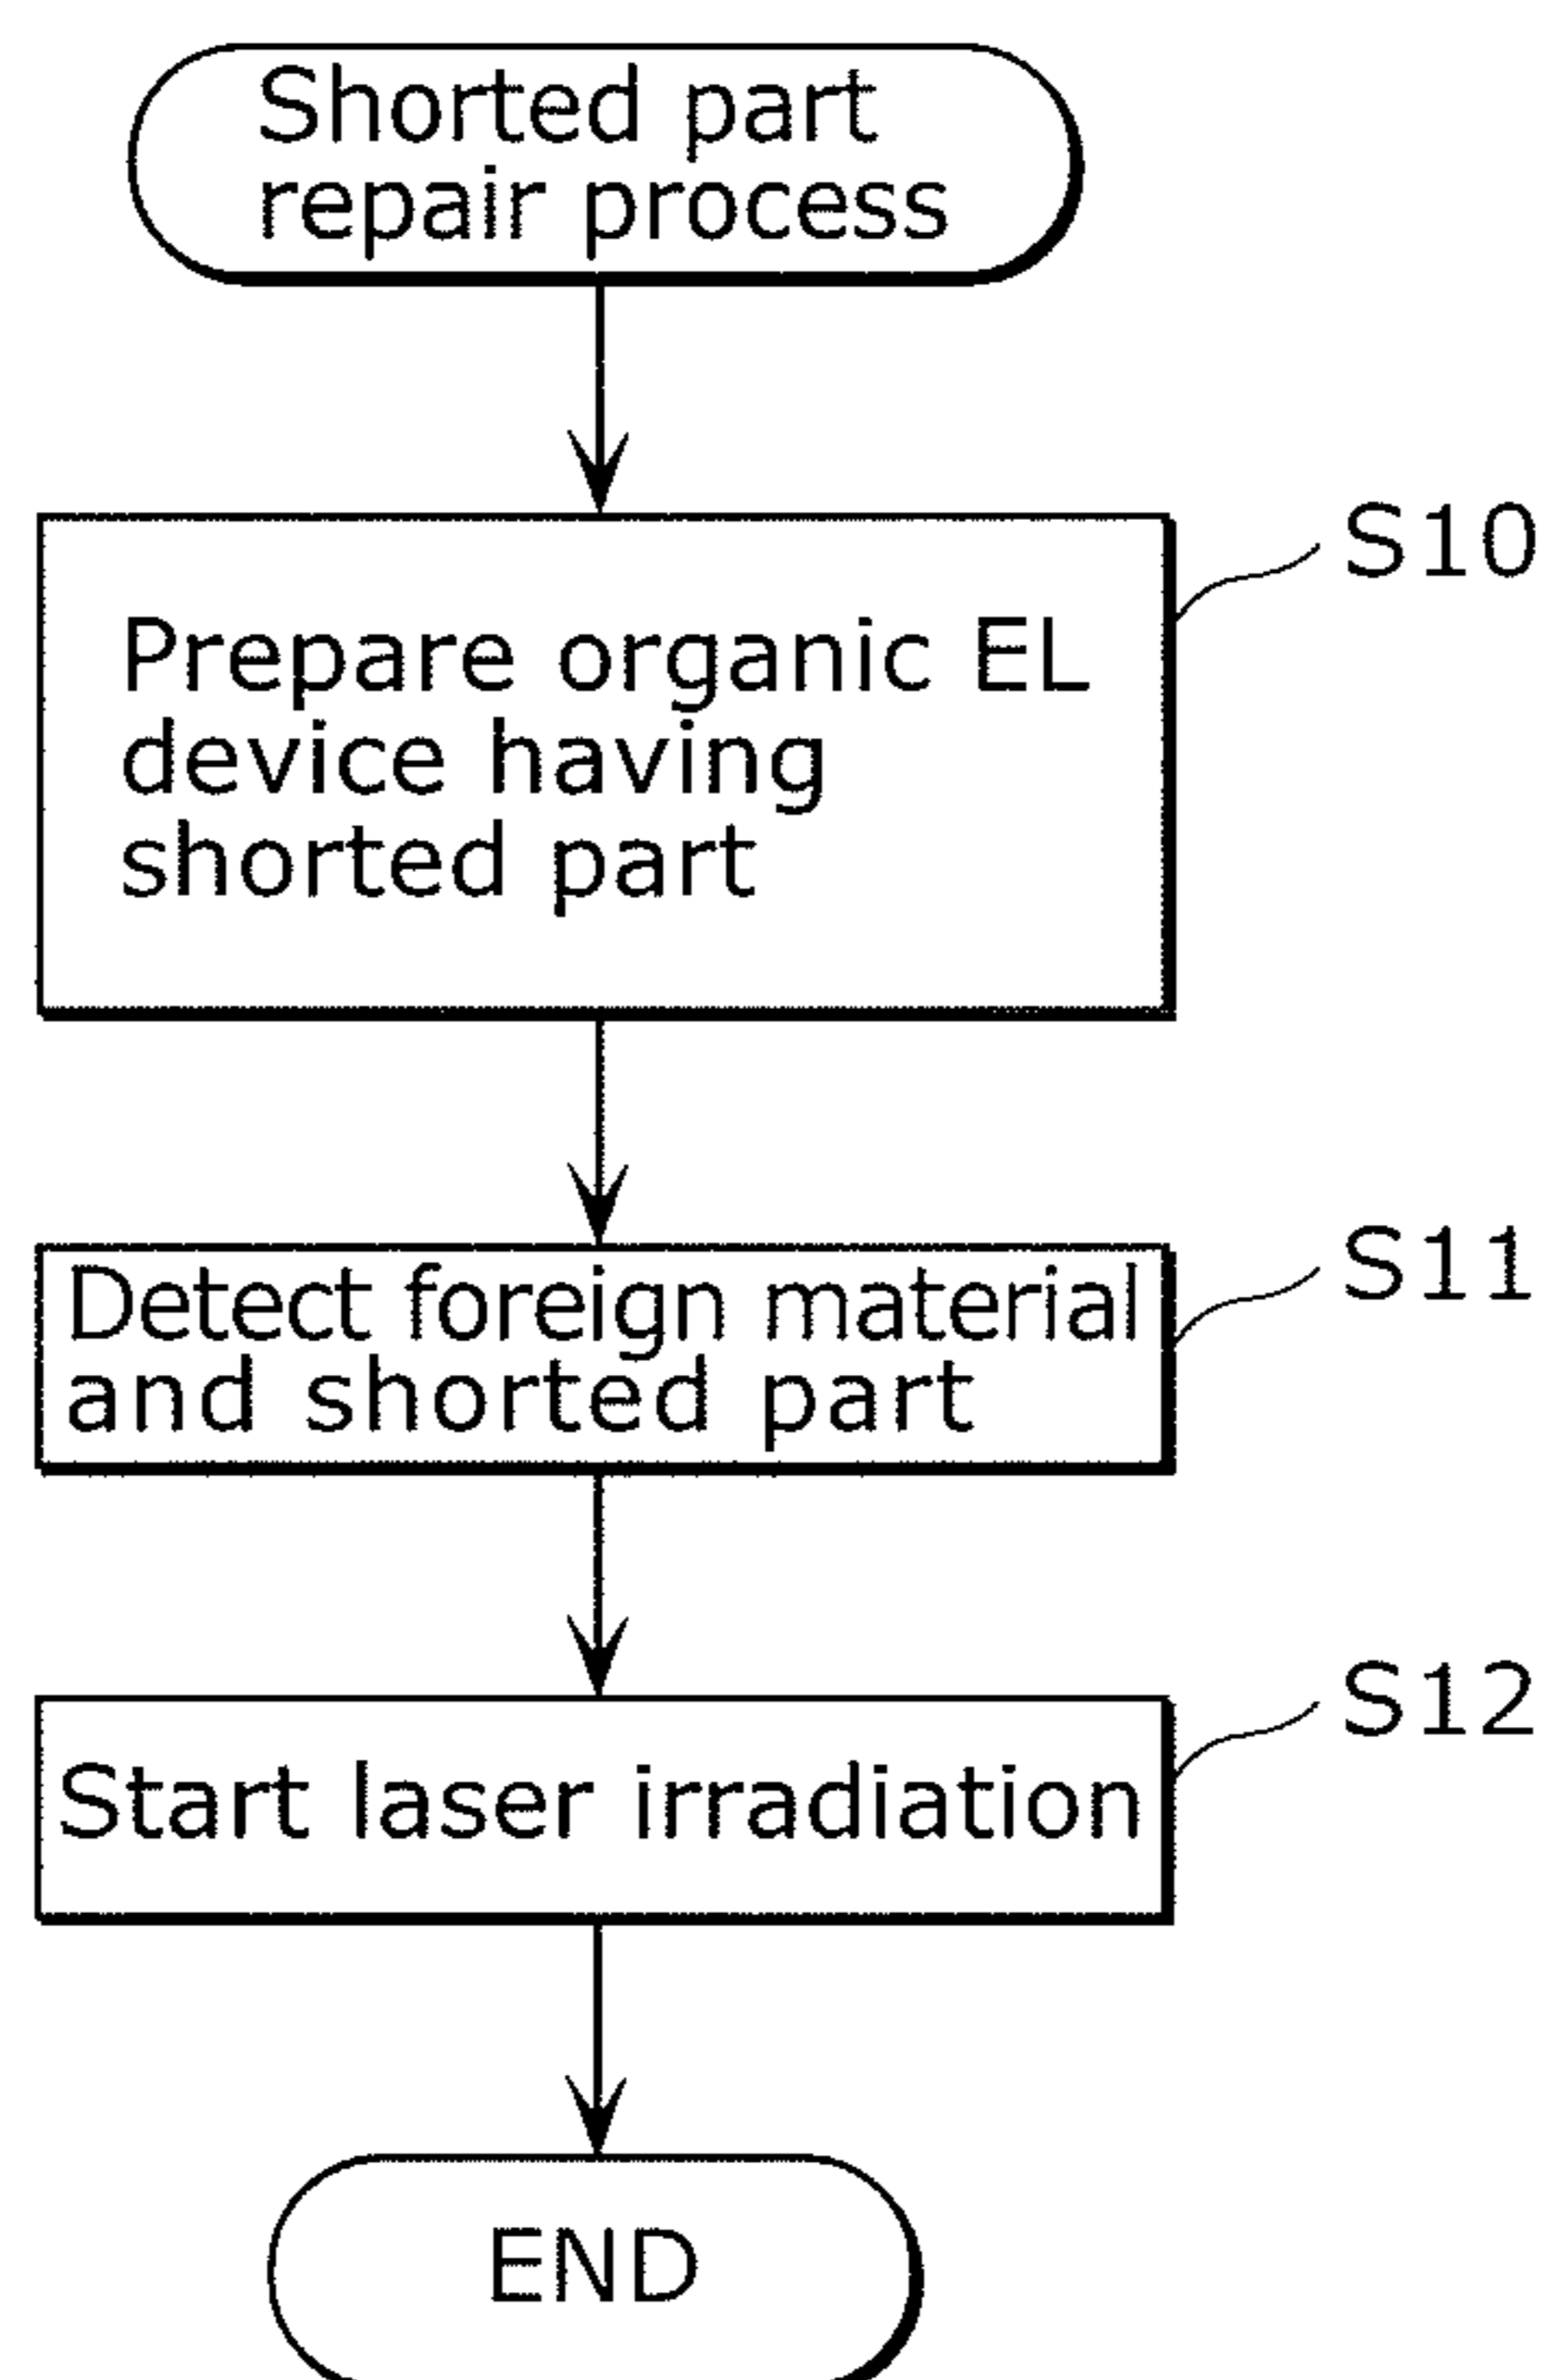 Shorted part
repair process
S10
Prepare organic EL
device having
shorted part
S11
Detect foreign material
and shorted part
S12
Start laser irradiation
END